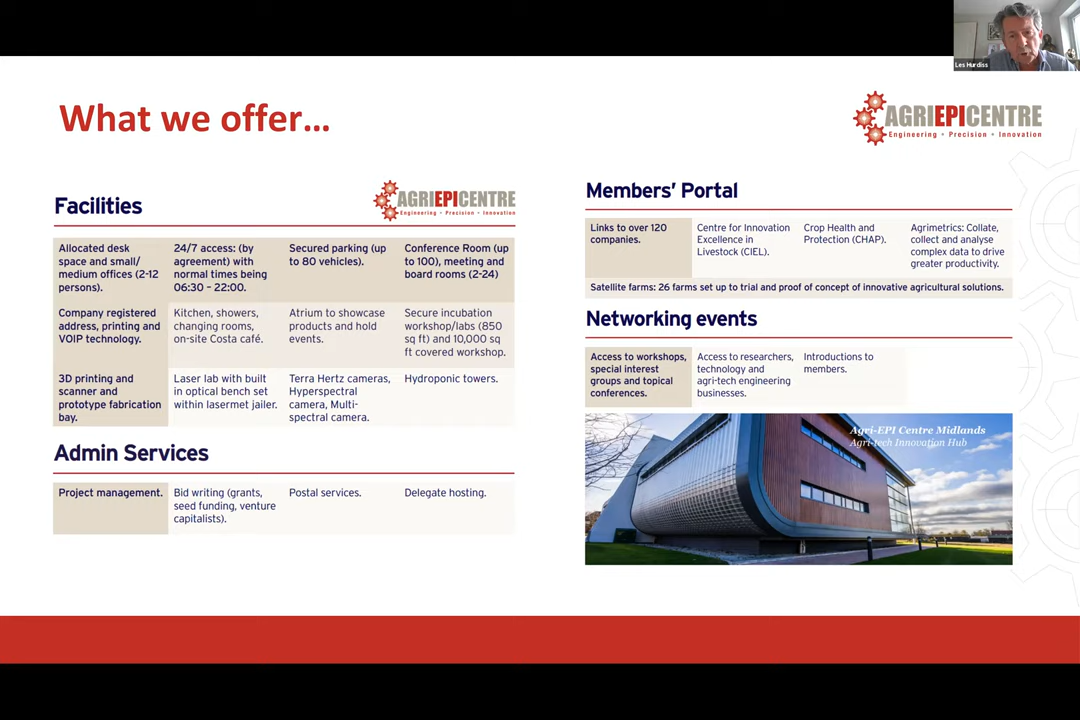 Les Hurdiss
What we offer...
AGRIEPICENTRE
Engineering • Precision • Innovation
Facilities
AGRIEPICENTRE
Engineering • Precision • Innovation
Allocated desk
space and small/
medium offices (2-12
persons).
24/7 access: (by
agreement) with
normal times being
06:30 – 22:00.
Secured parking (up
to 80 vehicles).
Conference Room (up
to 100), meeting and
board rooms (2-24)
Company registered
address, printing and
VOIP technology.
Kitchen, showers,
changing rooms,
on-site Costa café.
Atrium to showcase
products and hold
events.
Secure incubation
workshop/labs (850
sq ft) and 10,000 sq
ft covered workshop.
3D printing and
scanner and
prototype fabrication
bay.
Laser lab with built
in optical bench set
within lasermet jailer.
Terra Hertz cameras,
Hyperspectral
camera, Multi-
spectral camera.
Hydroponic towers.
Admin Services
Project management.
Bid writing (grants,
seed funding, venture
capitalists).
Postal services.
Delegate hosting.
Members' Portal
Links to over 120
companies.
Centre for Innovation
Excellence in
Livestock (CIEL).
Crop Health and
Protection (CHAP).
Agrimetrics: Collate,
collect and analyse
complex data to drive
greater productivity.
Satellite farms: 26 farms set up to trial and proof of concept of innovative agricultural solutions.
Networking events
Access to workshops,
special interest
groups and topical
conferences.
Access to researchers,
technology and
agri-tech engineering
businesses.
Introductions to
members.
Agri-EPI Centre Midlands
Agri-tech Innovation Hub